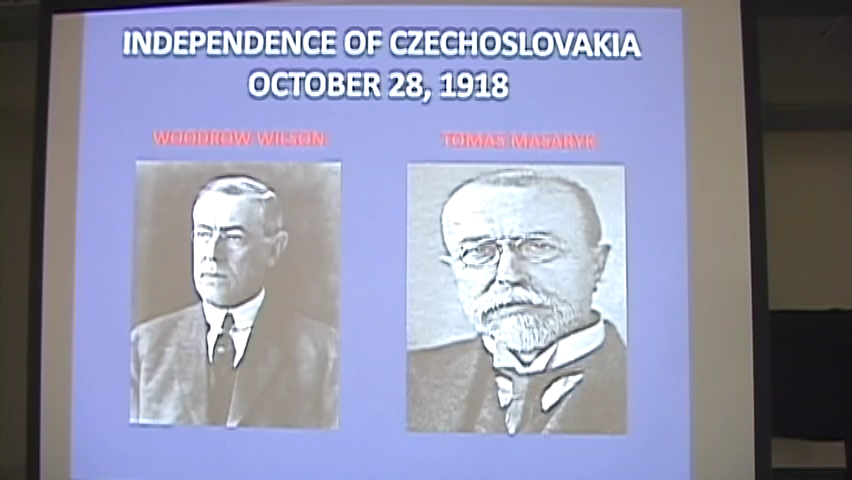 INDEPENDENCE OF CZECHOSLOVAKIA
OCTOBER 28, 1918
WOODROW WILSON
TOMAS MASARYK